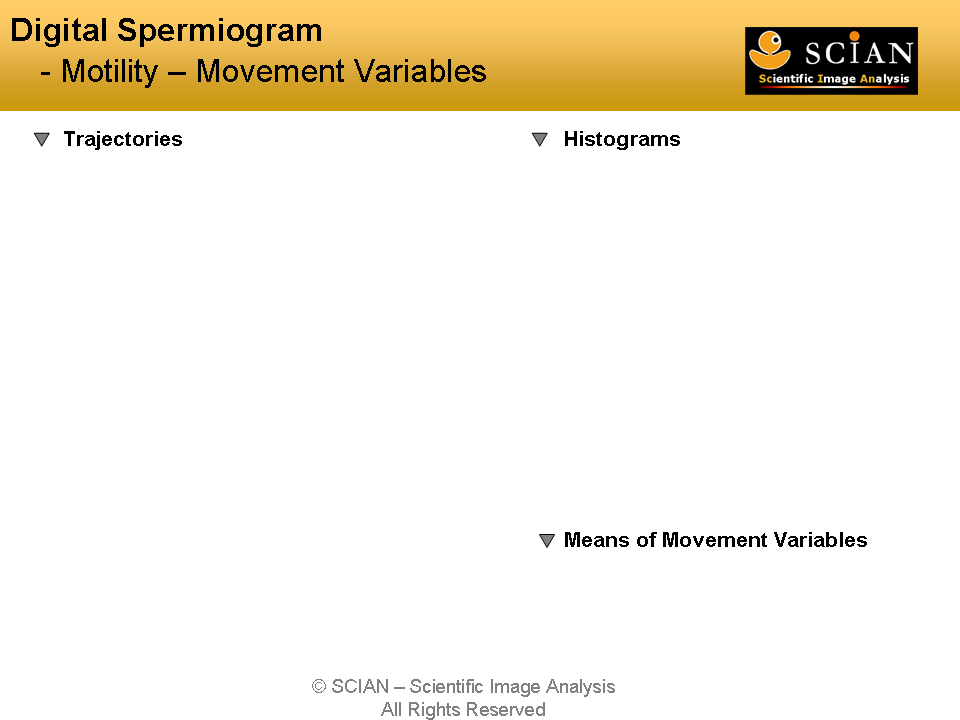 Digital Spermiogram
- Motility – Movement Variables
SCIAN
Scientific Image Analysis
Trajectories
Histograms
Means of Movement Variables
© SCIAN – Scientific Image Analysis
All Rights Reserved